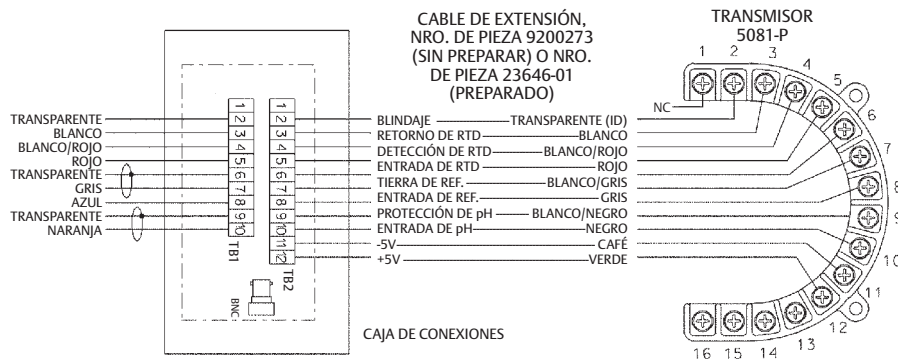 CABLE DE EXTENSIÓN,
NRO. DE PIEZA 9200273
(SIN PREPARAR) O NRO.
DE PIEZA 23646-01
(PREPARADO)
TRANSMISOR
5081-P
TRANSPARENTE
BLANCO
BLANCO/ROJO
ROJO
TRANSPARENTE
GRIS
AZUL
TRANSPARENTE
NARANJA
1
2
3
4
5
6
7
8
9
10
TB1
1
2
3
4
5
6
7
8
9
10
11
12
TB2
BNC
CAJA DE CONEXIONES
NC
BLINDAJE TRANSPARENTE (ID)
RETORNO DE RTD BLANCO
DETECCIÓN DE RTD BLANCO/ROJO
ENTRADA DE RTD ROJO
TIERRA DE REF. BLANCO/GRIS
ENTRADA DE REF. GRIS
PROTECCIÓN DE pH BLANCO/NEGRO
ENTRADA DE pH NEGRO
-5V CAFÉ
+5V VERDE
1
2
3
4
5
6
7
8
9
10
11
12
13
14
15
16